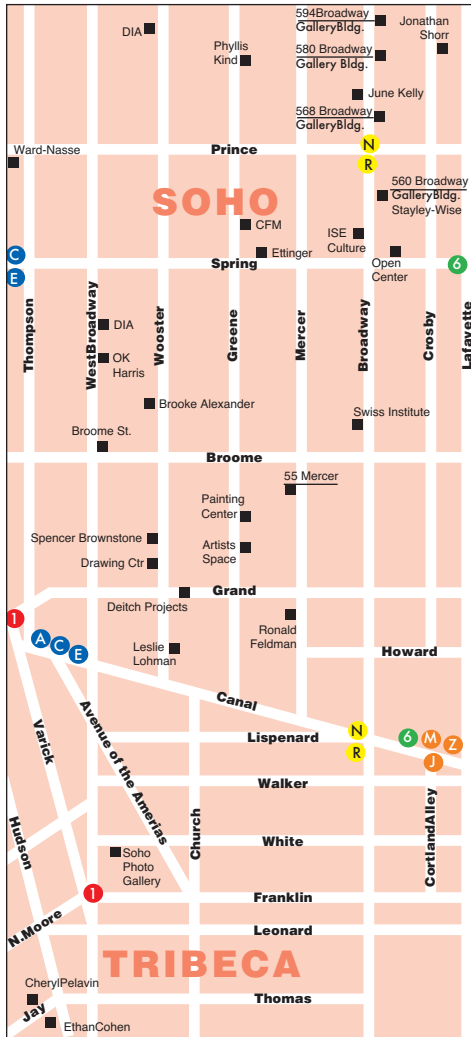 594Broadway
GalleryBldg.
Jonathan
Shorr
DIA
Phyllis
Kind
580 Broadway
Gallery Bldg.
June Kelly
568 Broadway
GalleryBldg.
N
Ward-Nasse
Prince
R
560 Broadway
GalleryBldg.
Stayley-Wise
SOHO
CFM
ISE
Culture
C
Ettinger
Spring
Open
Center
6
E
Thompson
WestBroadway
Wooster
Greene
Mercer
Broadway
Crosby
Lafayette
DIA
OK
Harris
Brooke Alexander
Swiss Institute
Broome St.
Broome
55 Mercer
Painting
Center
Spencer Brownstone
Artists
Space
Drawing Ctr
Grand
Deitch Projects
1
Ronald
Feldman
A
C
E
Leslie
Lohman
Howard
Canal
Varick
Avenue of the Amerias
Lispenard
N
R
6
M
Z
J
Walker
Hudson
Church
CortlandAlley
White
Soho
Photo
Gallery
1
Franklin
N.Moore
Leonard
TRIBECA
CherylPelavin
Thomas
Jay
EthanCohen